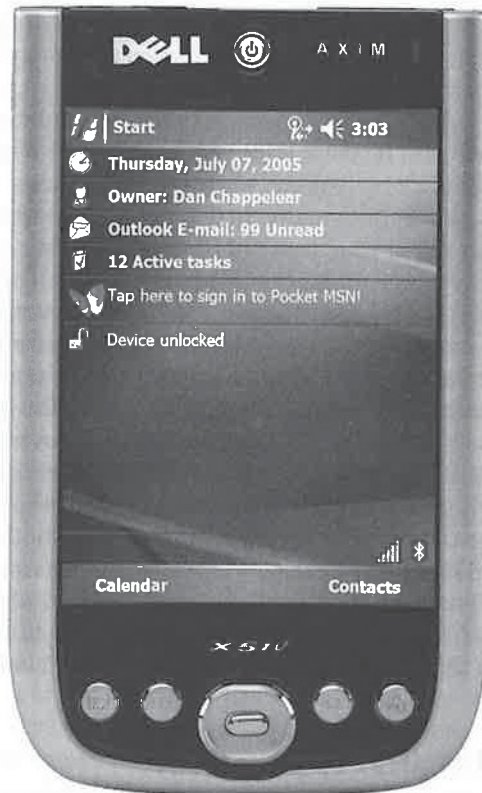 DELL AXIM
Start 3:03
Thursday, July 07, 2005
Owner: Dan Chappelear
Outlook E-mail: 99 Unread
12 Active tasks
Tap here to sign in to Pocket MSN!
Device unlocked
Calendar Contacts